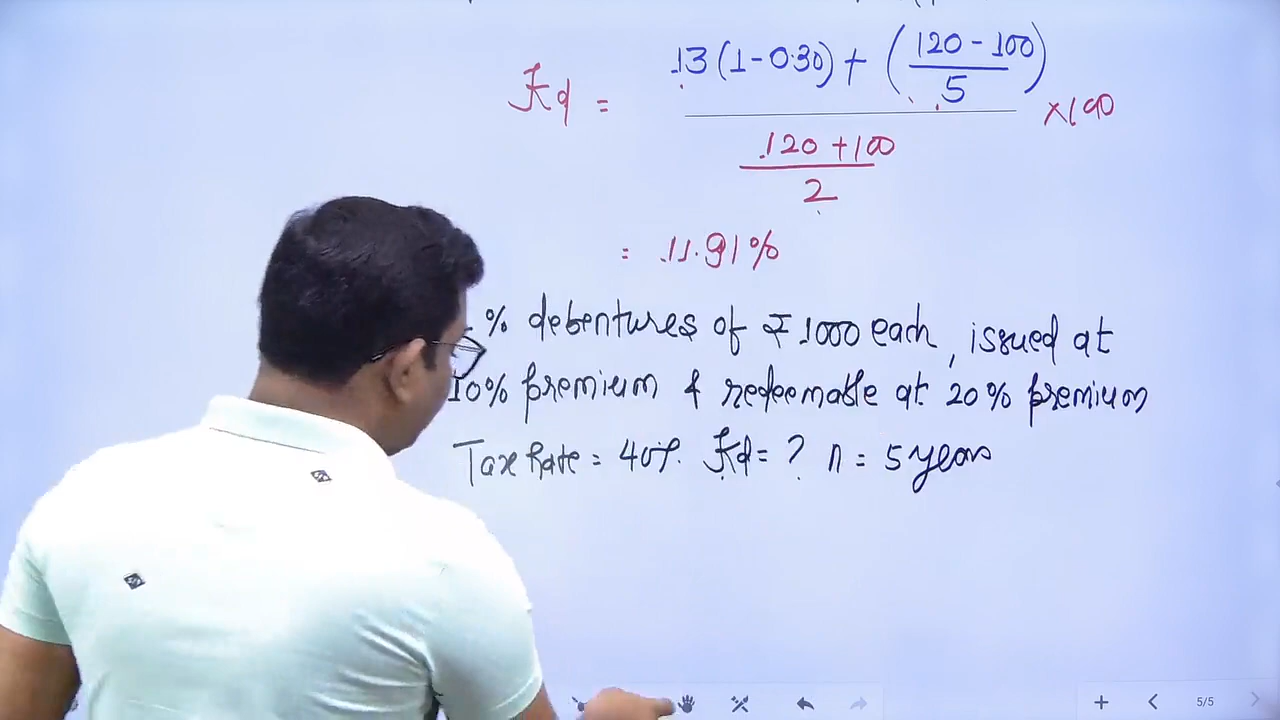 Kd = 13 (1 - 0.30) + (120 - 100 / 5) / 120 + 100 / 2 × 100
= 11.91%
% debentures of ₹ 1000 each, issued at
10% premium & redeemable at 20% premium
Tax Rate = 40%. Kd = ? n = 5 years
5/5